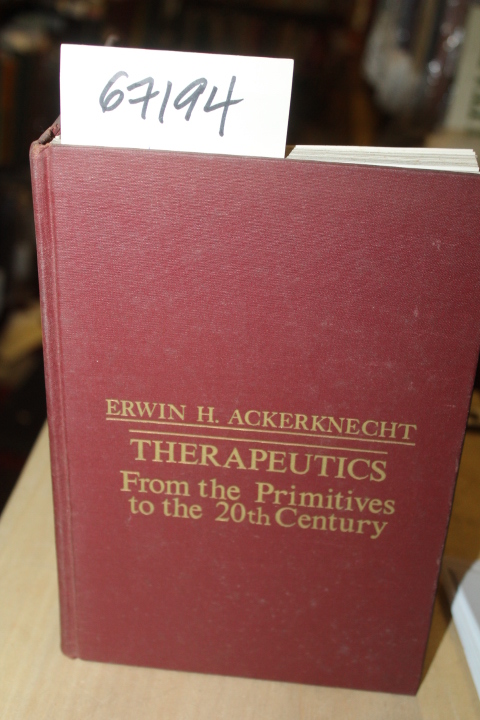 67194
ERWIN H. ACKERKNECHT
THERAPEUTICS
From the Primitives
to the 20th Century